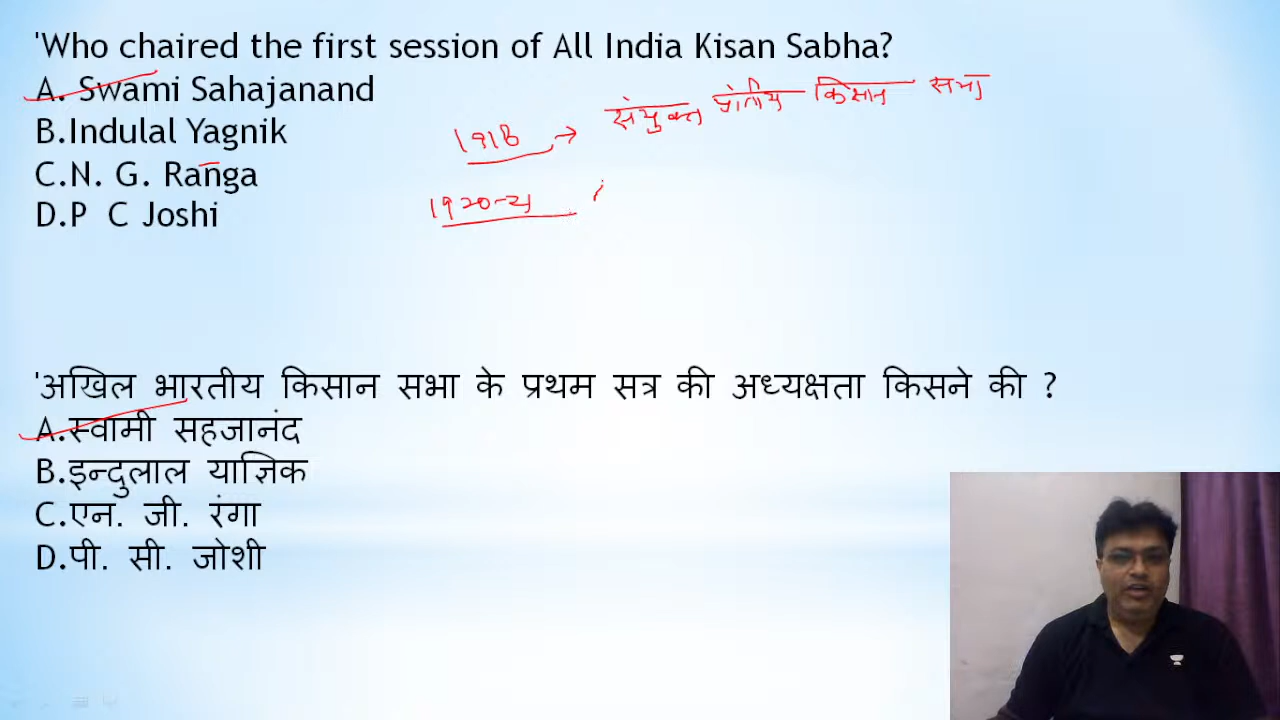 'Who chaired the first session of All India Kisan Sabha?
A. Swami Sahajanand
B.Indulal Yagnik
C.N. G. Ranga
D.P C Joshi
1918 → संयुक्त प्रांतीय किसान सभा
1920-21
'अखिल भारतीय किसान सभा के प्रथम सत्र की अध्यक्षता किसने की ?
A.स्वामी सहजानंद
B.इन्दुलाल याज्ञिक
C.एन. जी. रंगा
D.पी. सी. जोशी